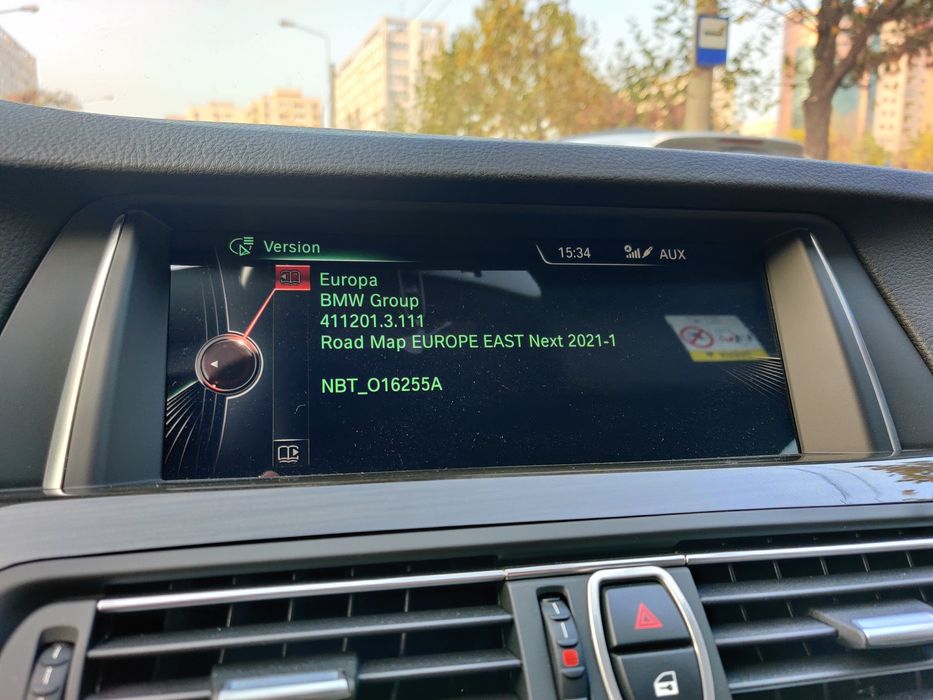 Version
15:34
AUX
Europa
BMW Group
411201.3.111
Road Map EUROPE EAST Next 2021-1
NBT_O16255A